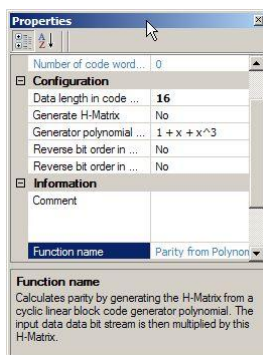 Properties
Number of code word... 0
Configuration
Data length in code ... 16
Generate H-Matrix No
Generator polynomial ... 1 + x + x^3
Reverse bit order in ... No
Reverse bit order in ... No
Information
Comment
Function name Parity from Polynon
Function name
Calculates parity by generating the H-Matrix from a
cyclic linear block code generator polynomial. The
input data data bit stream is then multiplied by this
H-Matrix.